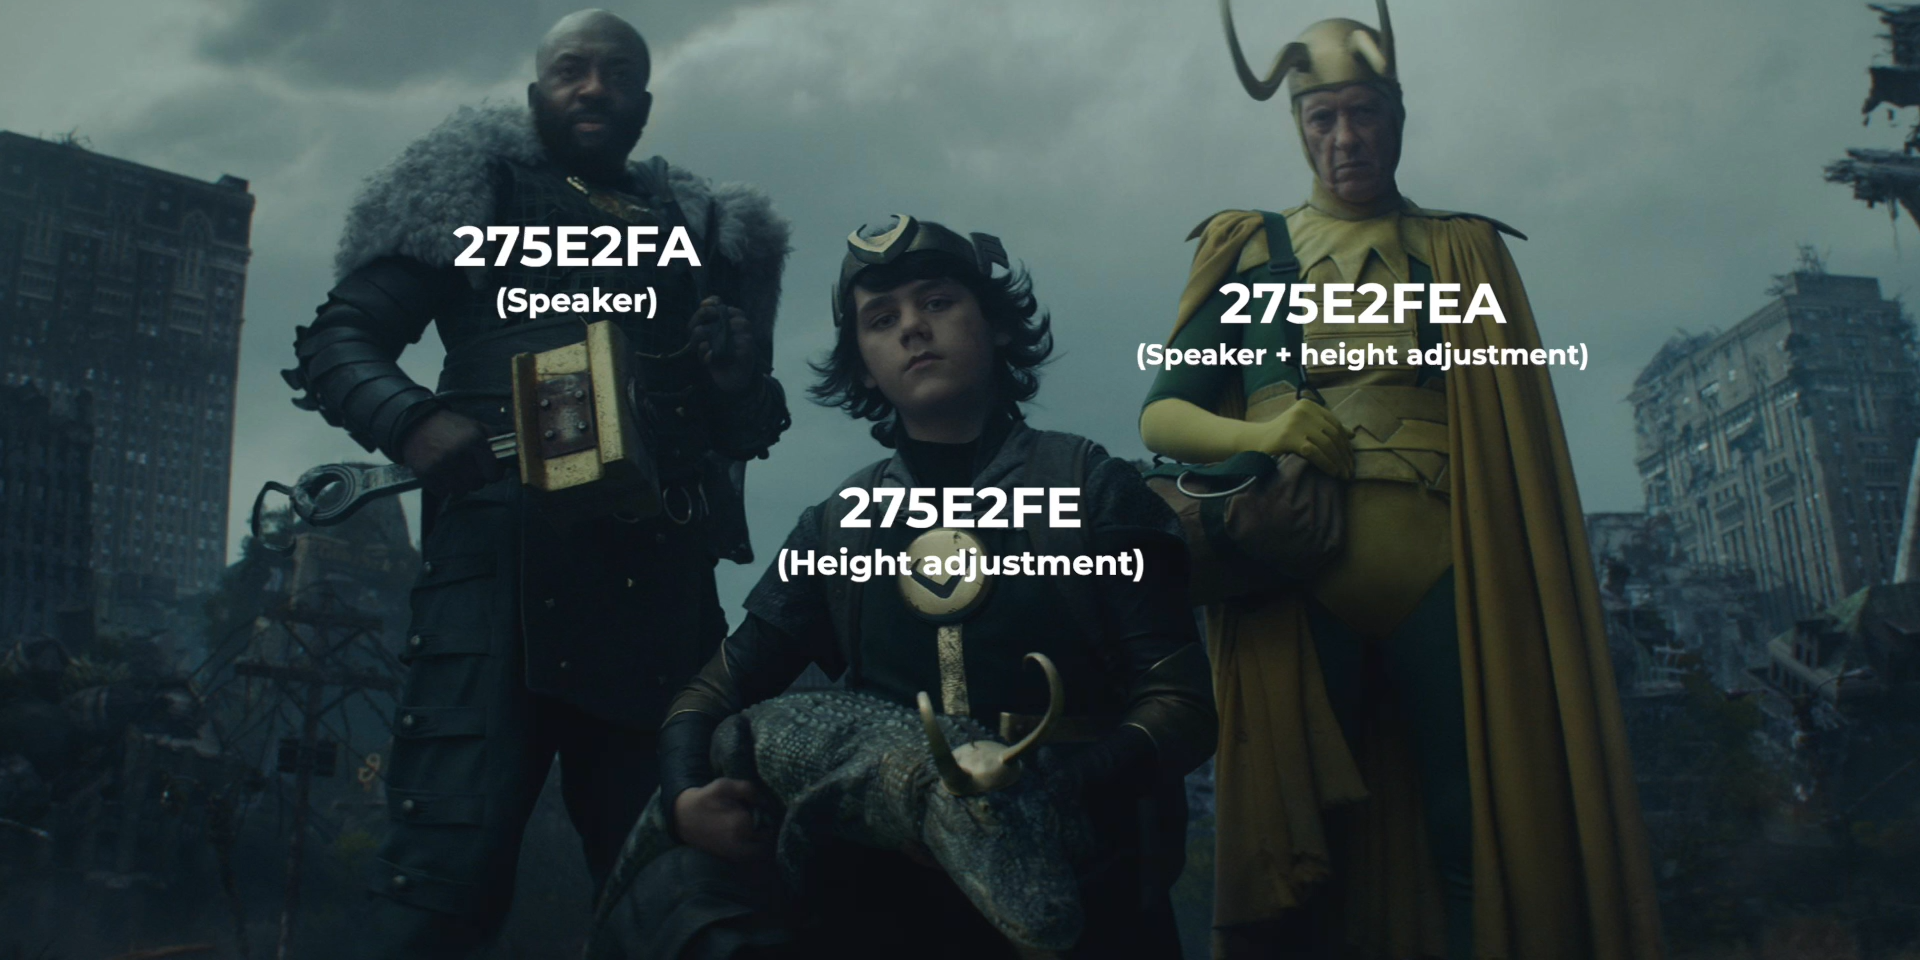 275E2FA
(Speaker)
275E2FEA
(Speaker + height adjustment)
275E2FE
(Height adjustment)